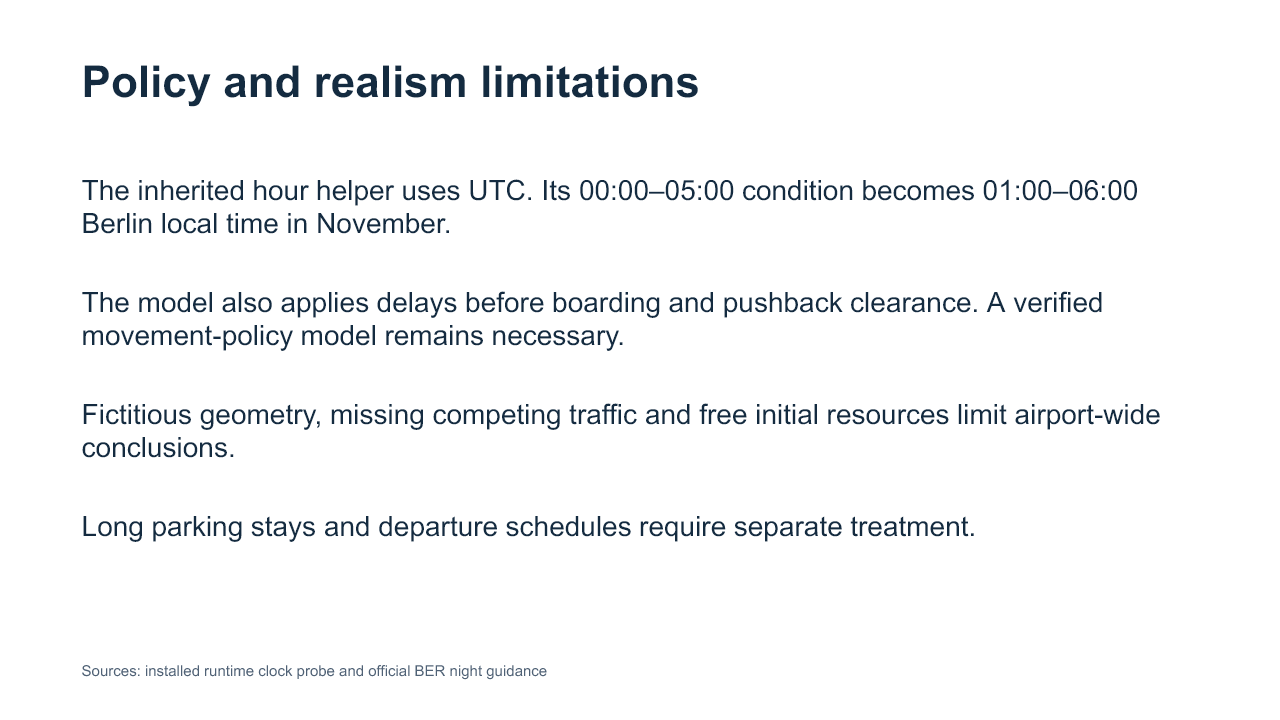 Policy and realism limitations
The inherited hour helper uses UTC. Its 00:00–05:00 condition becomes 01:00–06:00
Berlin local time in November.
The model also applies delays before boarding and pushback clearance. A verified
movement-policy model remains necessary.
Fictitious geometry, missing competing traffic and free initial resources limit airport-wide
conclusions.
Long parking stays and departure schedules require separate treatment.
Sources: installed runtime clock probe and official BER night guidance